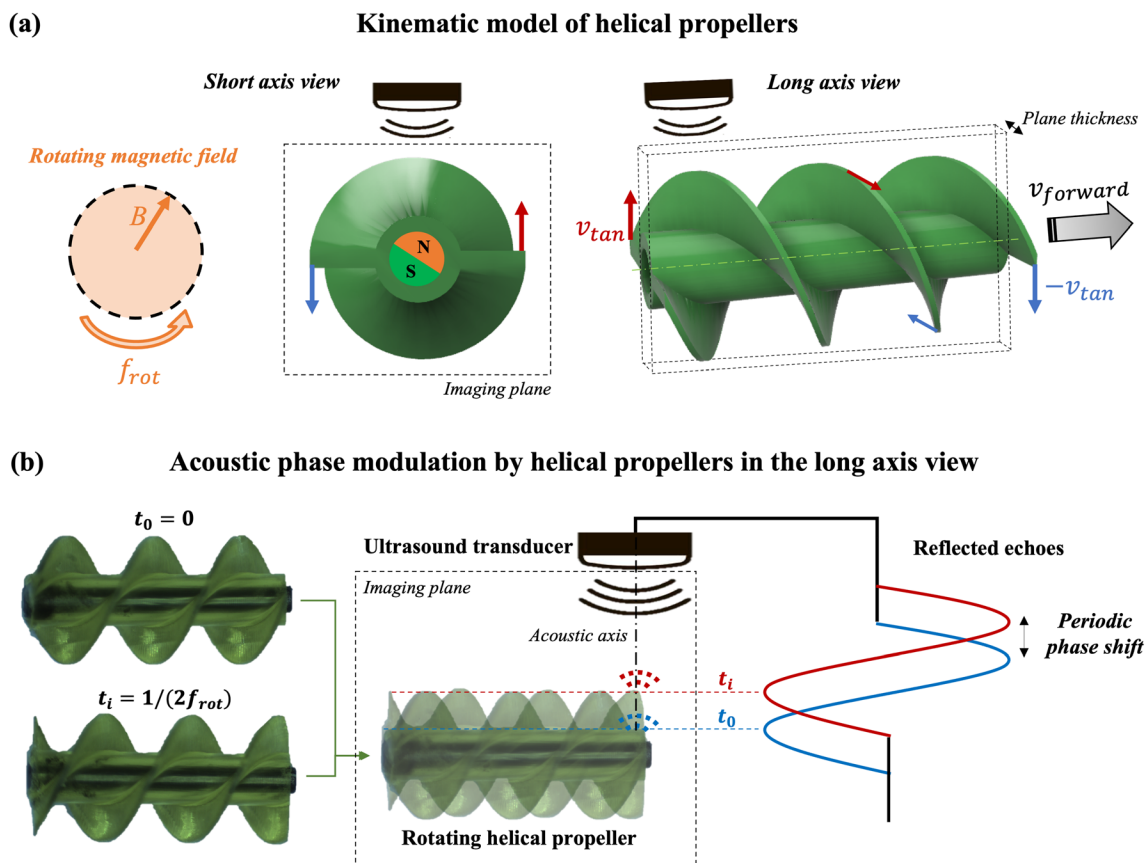 (a)
Kinematic model of helical propellers
Short axis view
Long axis view
Plane thickness
Rotating magnetic field
B
f_rot
N
S
Imaging plane
v_tan
v_forward
−v_tan
(b)
Acoustic phase modulation by helical propellers in the long axis view
t₀ = 0
Ultrasound transducer
Reflected echoes
Imaging plane
Acoustic axis
Periodic
phase shift
t_i = 1/(2f_rot)
t_i
t₀
Rotating helical propeller